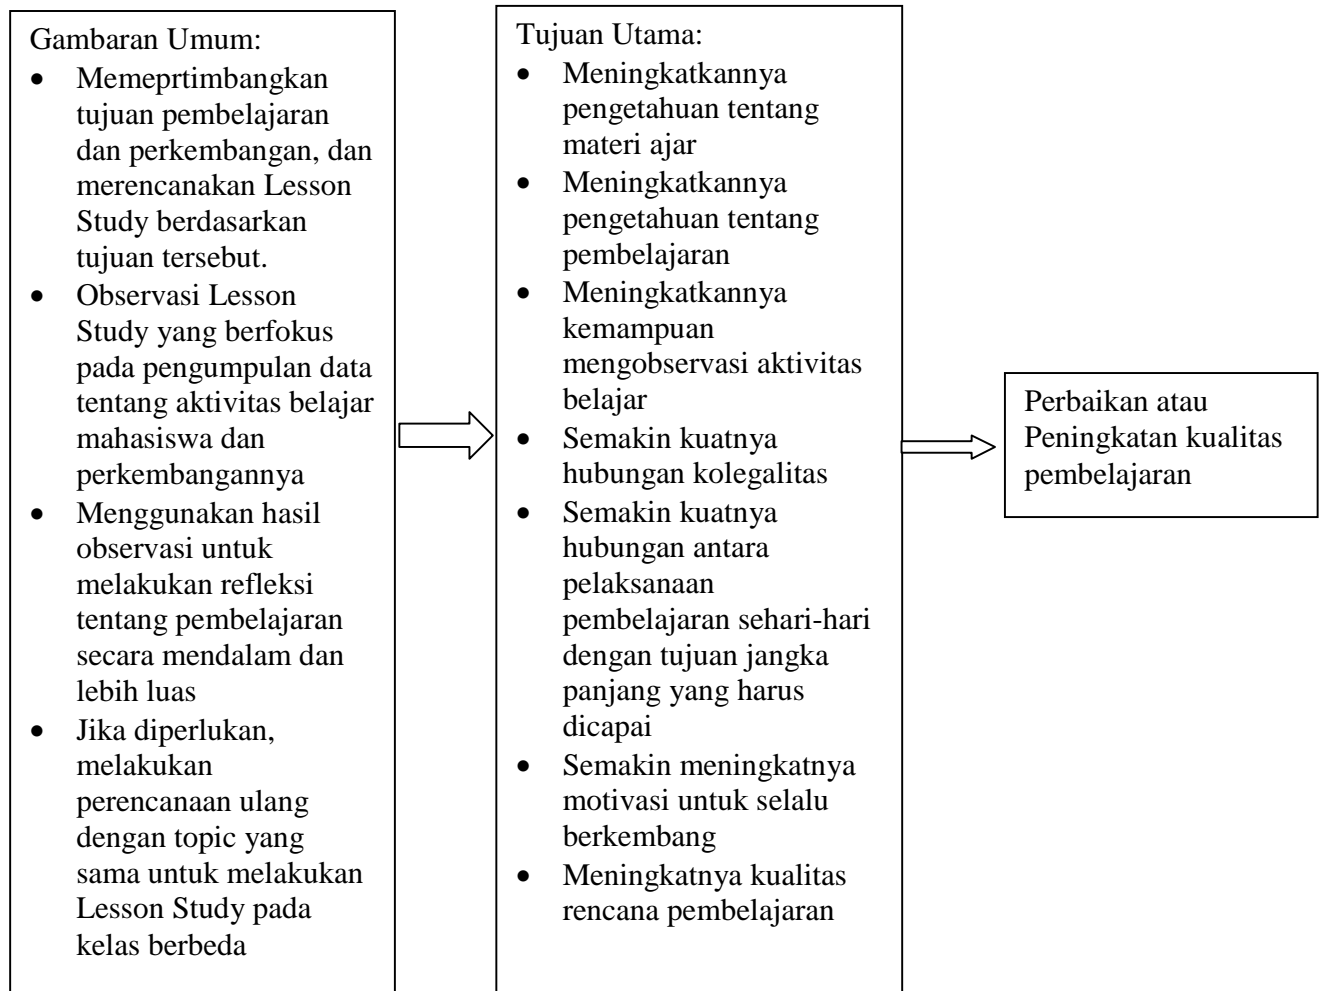 Gambaran Umum:
• Memeprtimbangkan
tujuan pembelajaran
dan perkembangan, dan
merencanakan Lesson
Study berdasarkan
tujuan tersebut.
• Observasi Lesson
Study yang berfokus
pada pengumpulan data
tentang aktivitas belajar
mahasiswa dan
perkembangannya
• Menggunakan hasil
observasi untuk
melakukan refleksi
tentang pembelajaran
secara mendalam dan
lebih luas
• Jika diperlukan,
melakukan
perencanaan ulang
dengan topic yang
sama untuk melakukan
Lesson Study pada
kelas berbeda
Tujuan Utama:
• Meningkatkannya
pengetahuan tentang
materi ajar
• Meningkatkannya
pengetahuan tentang
pembelajaran
• Meningkatkannya
kemampuan
mengobservasi aktivitas
belajar
• Semakin kuatnya
hubungan kolegalitas
• Semakin kuatnya
hubungan antara
pelaksanaan
pembelajaran sehari-hari
dengan tujuan jangka
panjang yang harus
dicapai
• Semakin meningkatnya
motivasi untuk selalu
berkembang
• Meningkatnya kualitas
rencana pembelajaran
Perbaikan atau
Peningkatan kualitas
pembelajaran